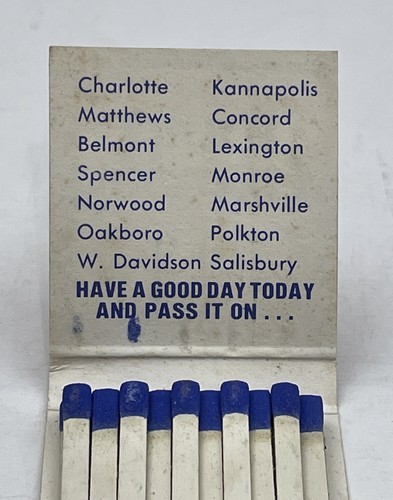 Charlotte Kannapolis
Matthews Concord
Belmont Lexington
Spencer Monroe
Norwood Marshville
Oakboro Polkton
W. Davidson Salisbury
HAVE A GOOD DAY TODAY
AND PASS IT ON . . .